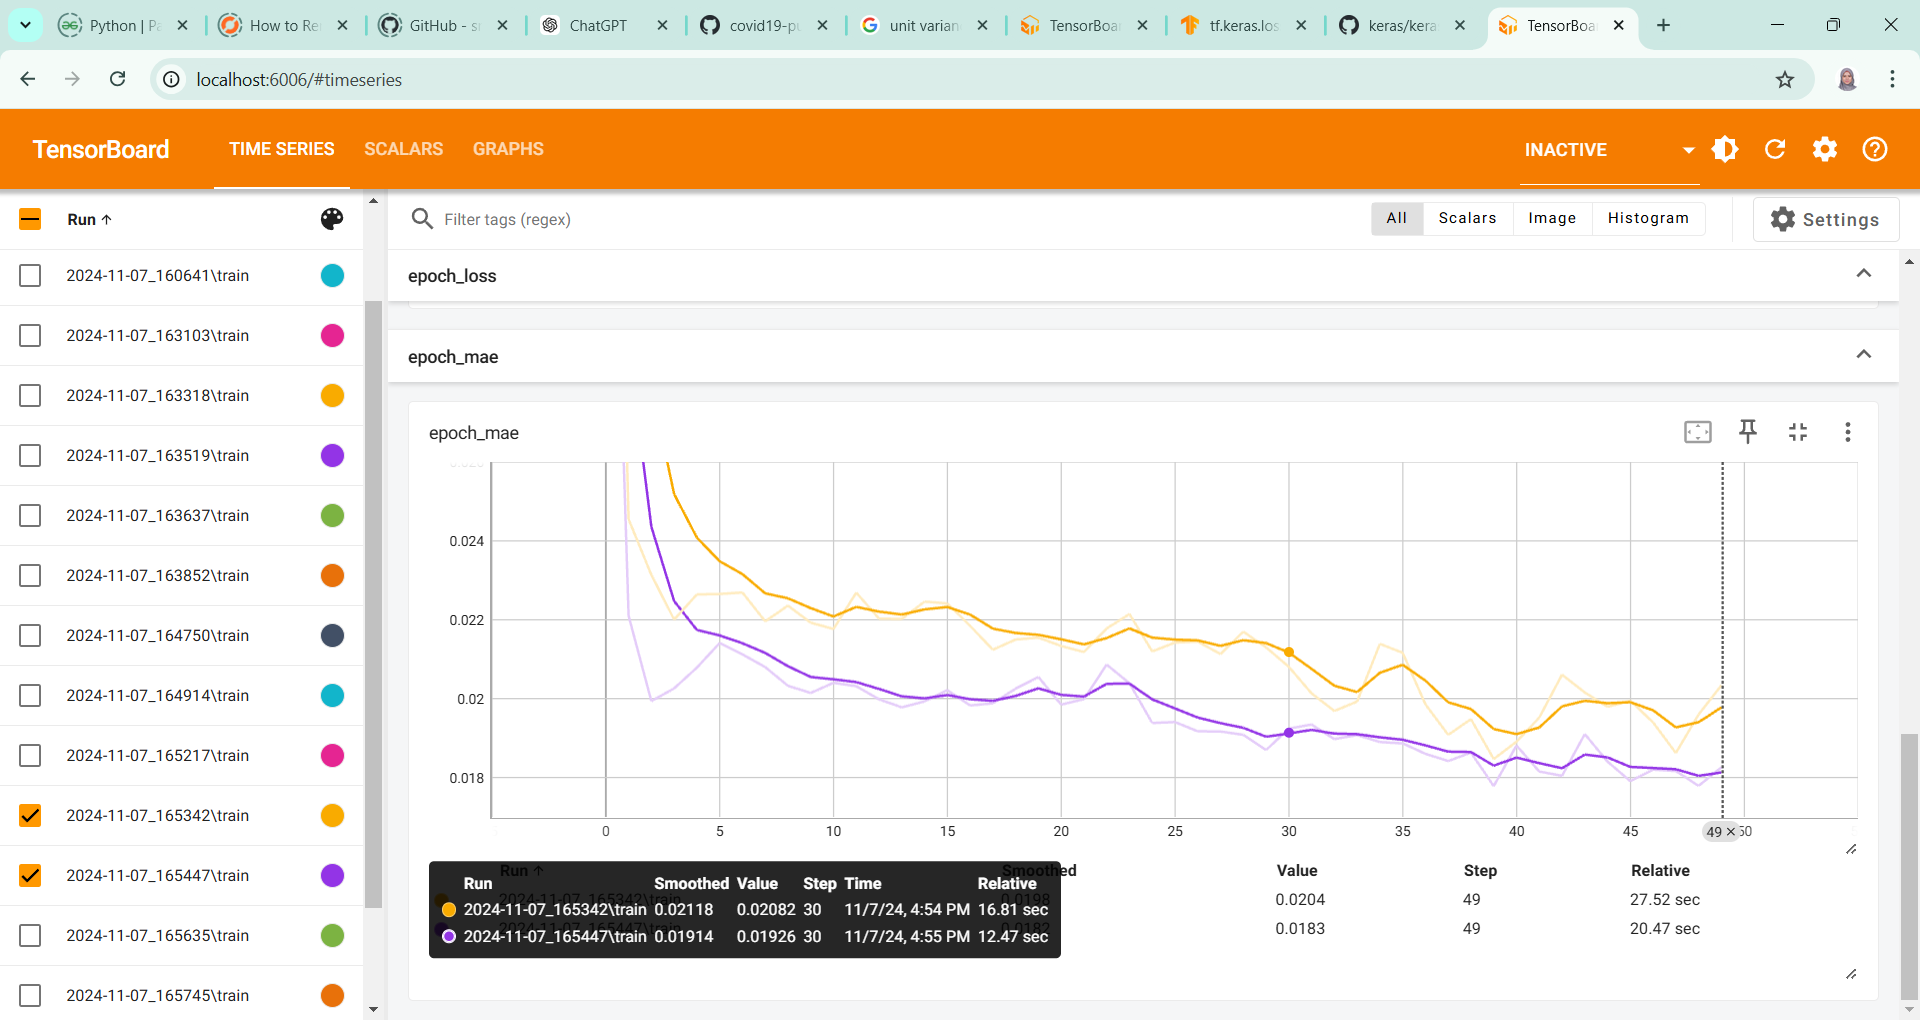 Python | Pa
How to Re
GitHub - s
ChatGPT
covid19-pu
unit varian
TensorBoa
tf.keras.los
keras/kera
TensorBoa
localhost:6006/#timeseries
TensorBoard
TIME SERIES
SCALARS
GRAPHS
INACTIVE
Run ↑
Filter tags (regex)
All
Scalars
Image
Histogram
Settings
2024-11-07_160641\train
2024-11-07_163103\train
2024-11-07_163318\train
2024-11-07_163519\train
2024-11-07_163637\train
2024-11-07_163852\train
2024-11-07_164750\train
2024-11-07_164914\train
2024-11-07_165217\train
2024-11-07_165342\train
2024-11-07_165447\train
2024-11-07_165635\train
2024-11-07_165745\train
epoch_loss
epoch_mae
epoch_mae
0.024
0.022
0.02
0.018
0 5 10 15 20 25 30 35 40 45 49 × 50
Run ↑ Smoothed Value Step Relative
0.0198 0.0204 49 27.52 sec
0.0182 0.0183 49 20.47 sec
Run Smoothed Value Step Time Relative
2024-11-07_165342\train 0.02118 0.02082 30 11/7/24, 4:54 PM 16.81 sec
2024-11-07_165447\train 0.01914 0.01926 30 11/7/24, 4:55 PM 12.47 sec